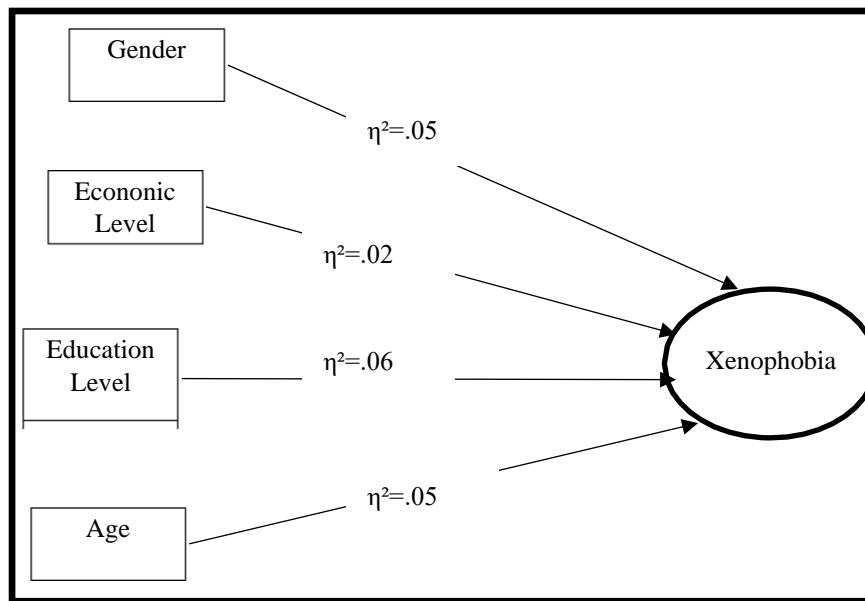 Gender
η²=.05
Econonic
Level
η²=.02
Education
Level
η²=.06
Xenophobia
Age
η²=.05